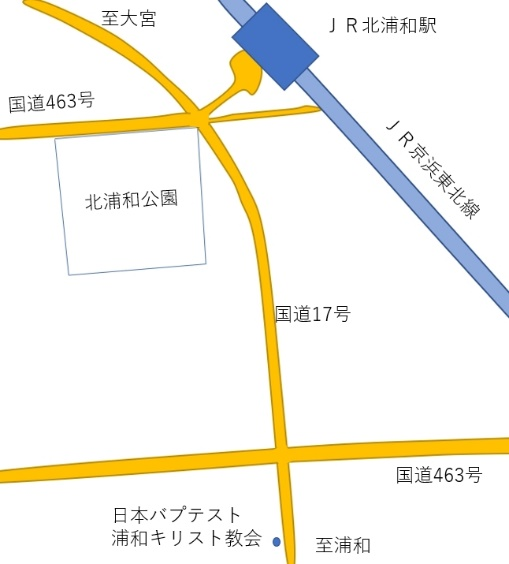 至大宮
ＪＲ北浦和駅
国道463号
ＪＲ京浜東北線
北浦和公園
国道17号
国道463号
日本バプテスト
浦和キリスト教会
至浦和